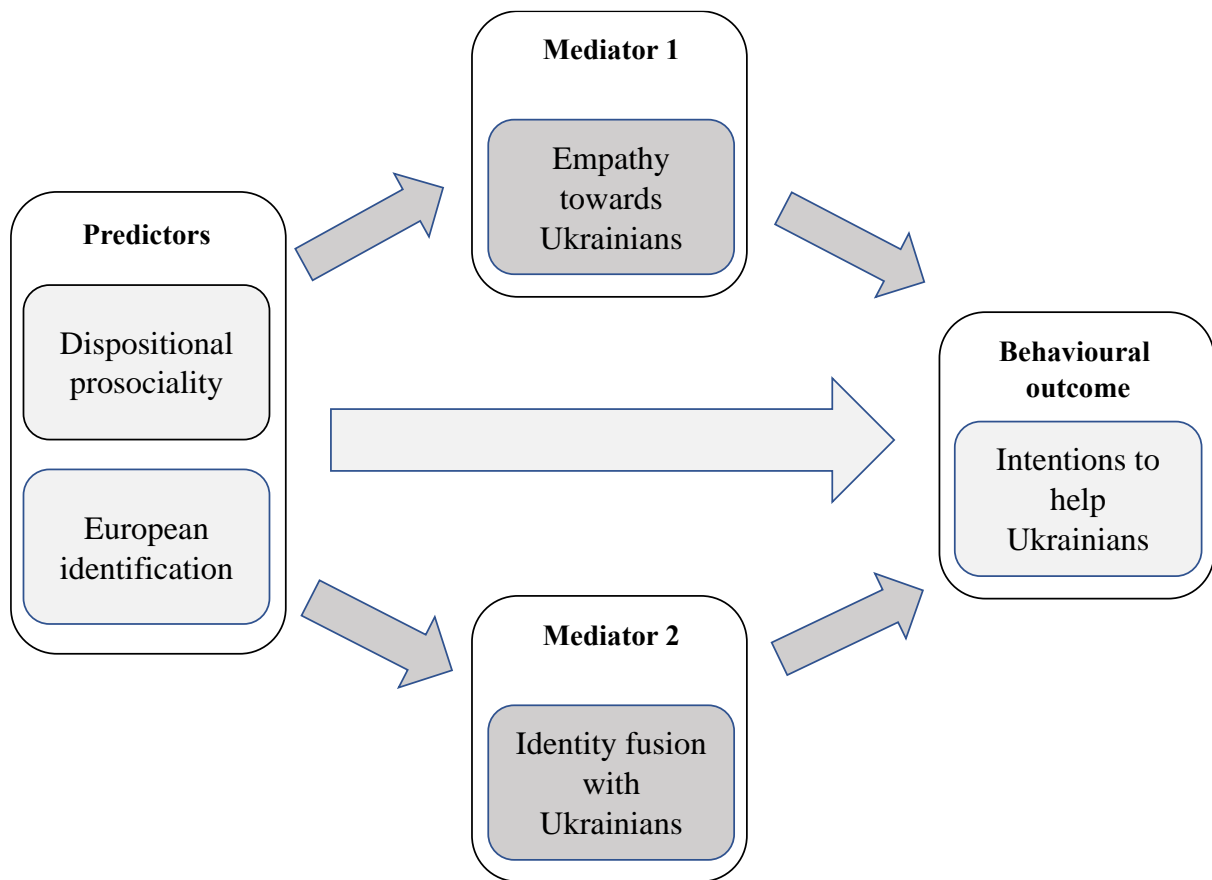 Mediator 1
Empathy
towards
Ukrainians
Predictors
Dispositional
prosociality
European
identification
Behavioural
outcome
Intentions to
help
Ukrainians
Mediator 2
Identity fusion
with
Ukrainians